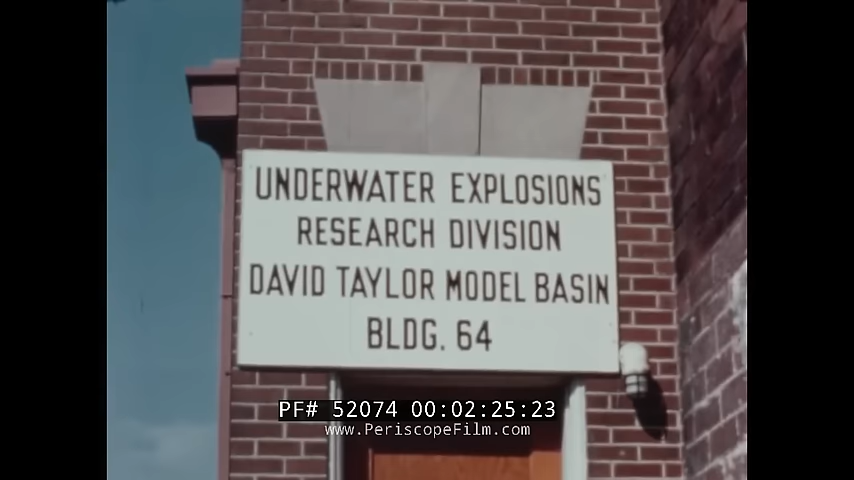 UNDERWATER EXPLOSIONS
RESEARCH DIVISION
DAVID TAYLOR MODEL BASIN
BLDG. 64
PF# 52074 00:02:25:23
www.PeriscopeFilm.com